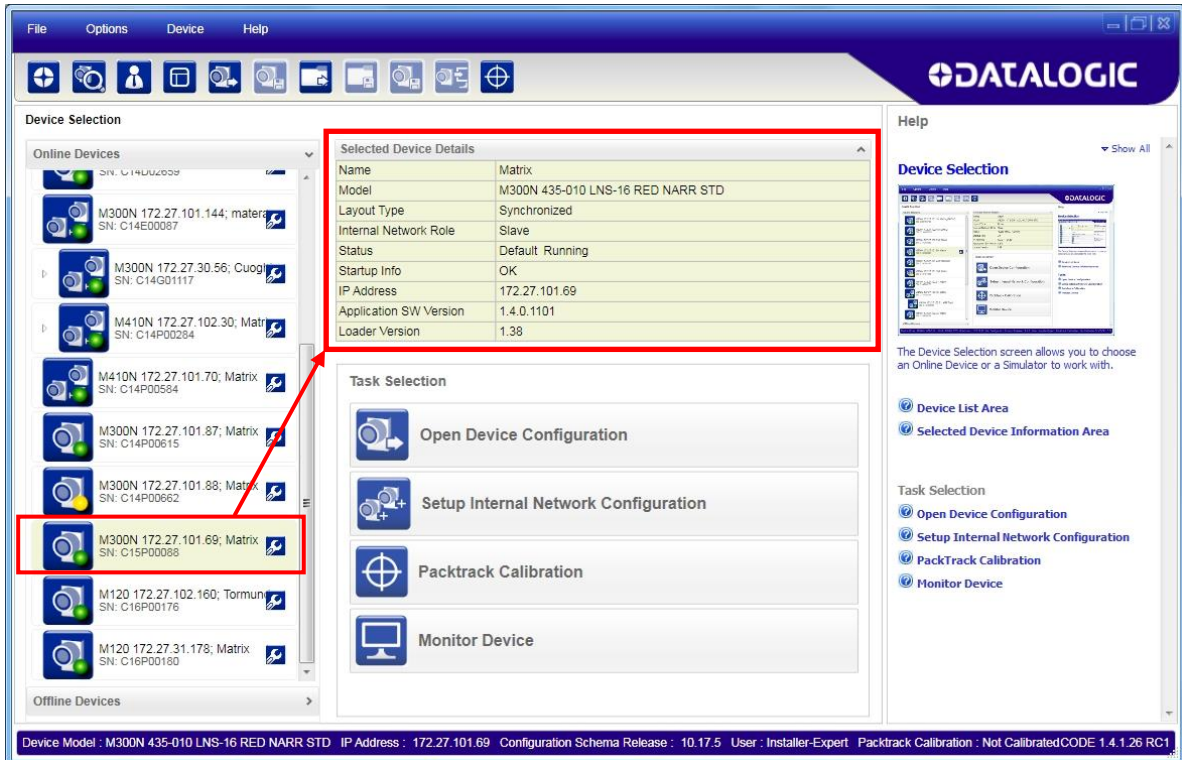 File Options Device Help
DATALOGIC
Device Selection
Online Devices
SN: C14D02659
M300N 172.27.101.144; matera
SN: C14E00087
M300N 172.27.30.56; Cuogl
SN: C14G01117
M410N 172.27.102.30; Matri
SN: C14P00284
M410N 172.27.101.70; Matrix
SN: C14P00584
M300N 172.27.101.87; Matrix
SN: C14P00615
M300N 172.27.101.88; Matrix
SN: C14P00662
M300N 172.27.101.69; Matrix
SN: C15P00088
M120 172.27.102.160; Tormund
SN: C16P00176
M120 172.27.31.178; Matrix
SN: C16P00180
Offline Devices
Selected Device Details
Name Matrix
Model M300N 435-010 LNS-16 RED NARR STD
Layout Type Synchronized
Internal Network Role Slave
Status Default Running
Startup Info OK
IP Address 172.27.101.69
Application SW Version 1.4.0.1101
Loader Version 1.38
Task Selection
Open Device Configuration
Setup Internal Network Configuration
Packtrack Calibration
Monitor Device
Help
Show All
Device Selection
The Device Selection screen allows you to choose
an Online Device or a Simulator to work with.
Device List Area
Selected Device Information Area
Task Selection
Open Device Configuration
Setup Internal Network Configuration
PackTrack Calibration
Monitor Device
Device Model : M300N 435-010 LNS-16 RED NARR STD IP Address : 172.27.101.69 Configuration Schema Release : 10.17.5 User : Installer-Expert Packtrack Calibration : Not Calibrated CODE 1.4.1.26 RC1